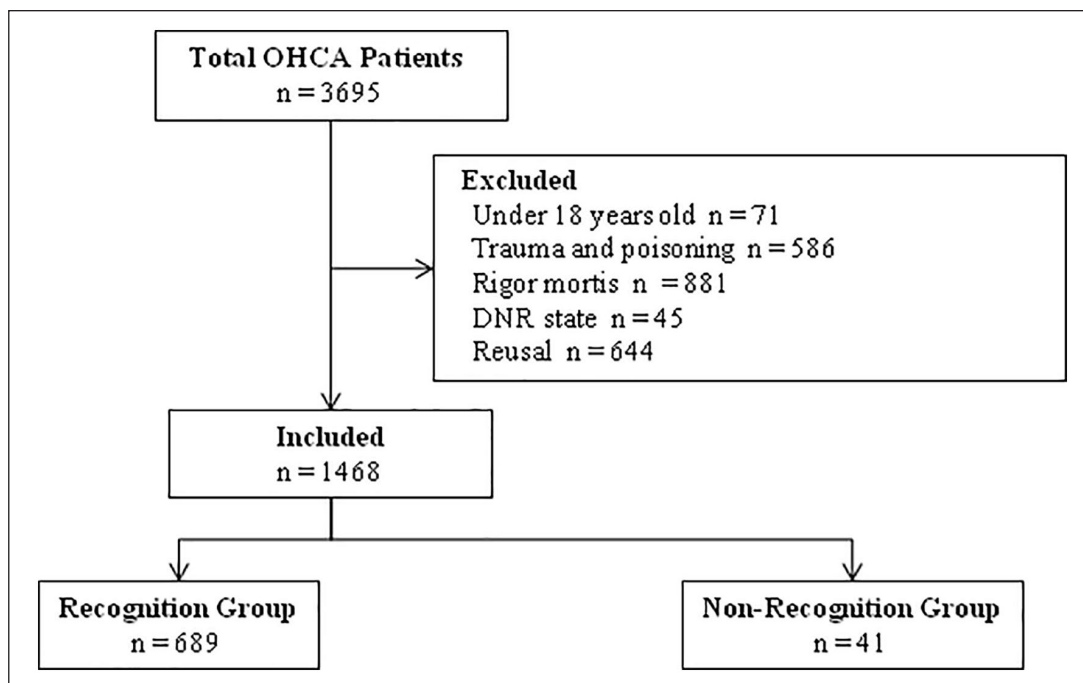 Total OHCA Patients
n = 3695
Excluded
Under 18 years old n = 71
Trauma and poisoning n = 586
Rigor mortis n = 881
DNR state n = 45
Reusal n = 644
Included
n = 1468
Recognition Group
n = 689
Non-Recognition Group
n = 41